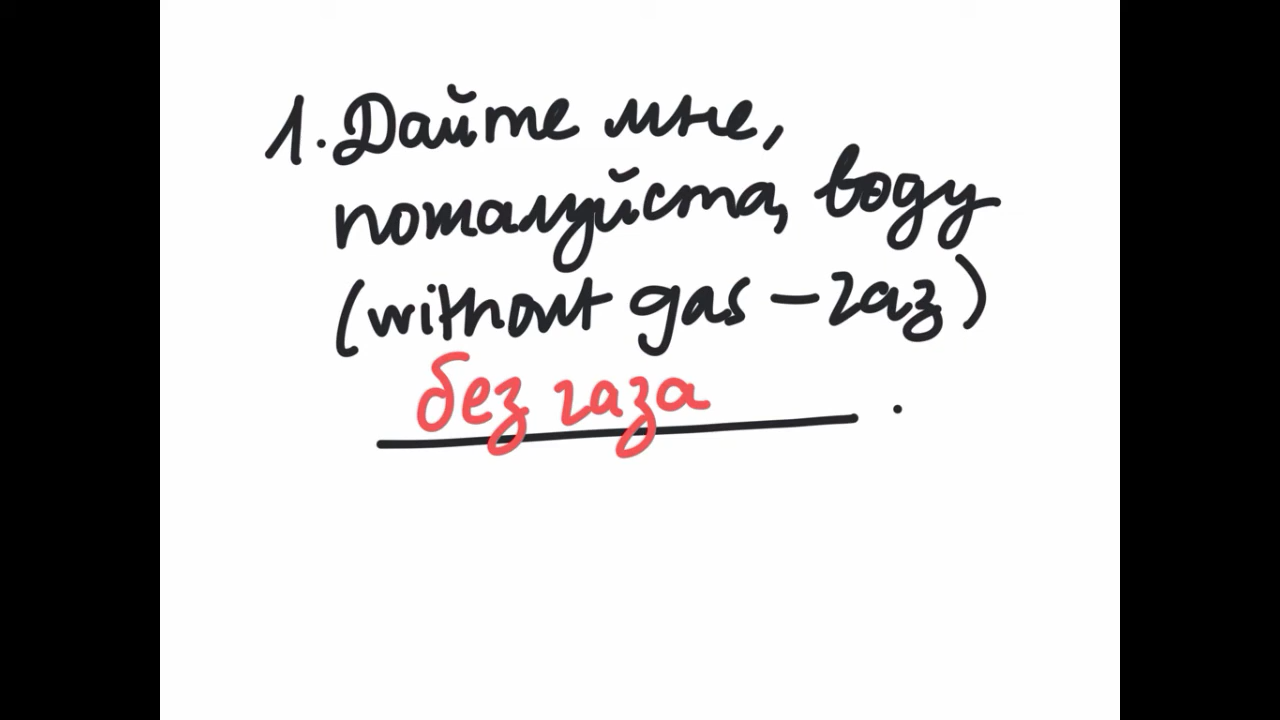 1. Дайте мне,
пожалуйста, воду
(without gas – газ)
без газа .